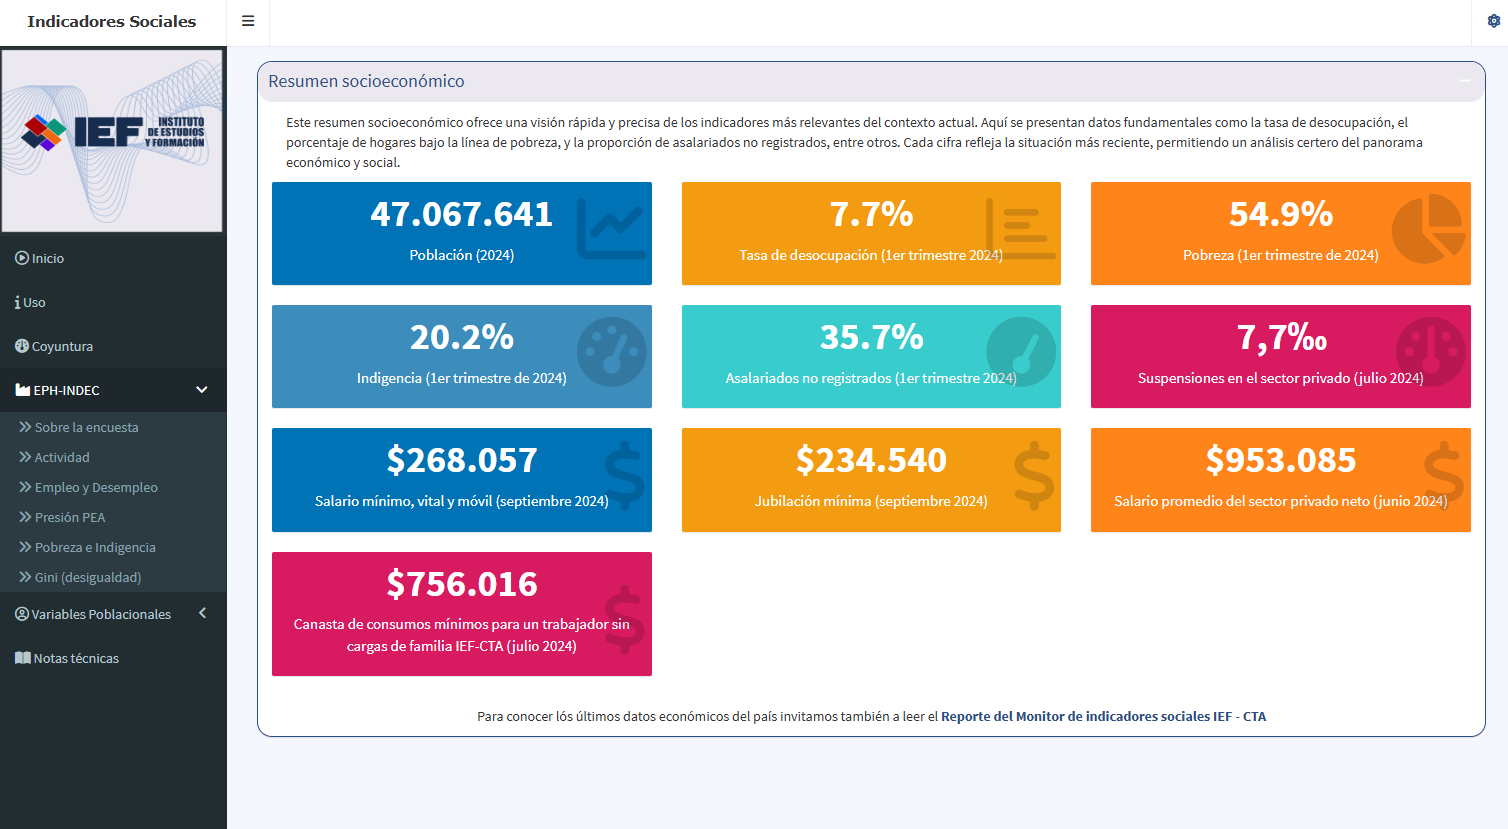 Indicadores Sociales
IEF
INSTITUTO
DE ESTUDIOS
Y FORMACIÓN
Inicio
Uso
Coyuntura
EPH-INDEC
Sobre la encuesta
Actividad
Empleo y Desempleo
Presión PEA
Pobreza e Indigencia
Gini (desigualdad)
Variables Poblacionales
Notas técnicas
Resumen socioeconómico
Este resumen socioeconómico ofrece una visión rápida y precisa de los indicadores más relevantes del contexto actual. Aquí se presentan datos fundamentales como la tasa de desocupación, el
porcentaje de hogares bajo la línea de pobreza, y la proporción de asalariados no registrados, entre otros. Cada cifra refleja la situación más reciente, permitiendo un análisis certero del panorama
económico y social.
47.067.641
Población (2024)
7.7%
Tasa de desocupación (1er trimestre 2024)
54.9%
Pobreza (1er trimestre de 2024)
20.2%
Indigencia (1er trimestre de 2024)
35.7%
Asalariados no registrados (1er trimestre 2024)
7,7‰
Suspensiones en el sector privado (julio 2024)
$268.057
Salario mínimo, vital y móvil (septiembre 2024)
$234.540
Jubilación mínima (septiembre 2024)
$953.085
Salario promedio del sector privado neto (junio 2024)
$756.016
Canasta de consumos mínimos para un trabajador sin
cargas de familia IEF-CTA (julio 2024)
Para conocer lós últimos datos económicos del país invitamos también a leer el Reporte del Monitor de indicadores sociales IEF - CTA